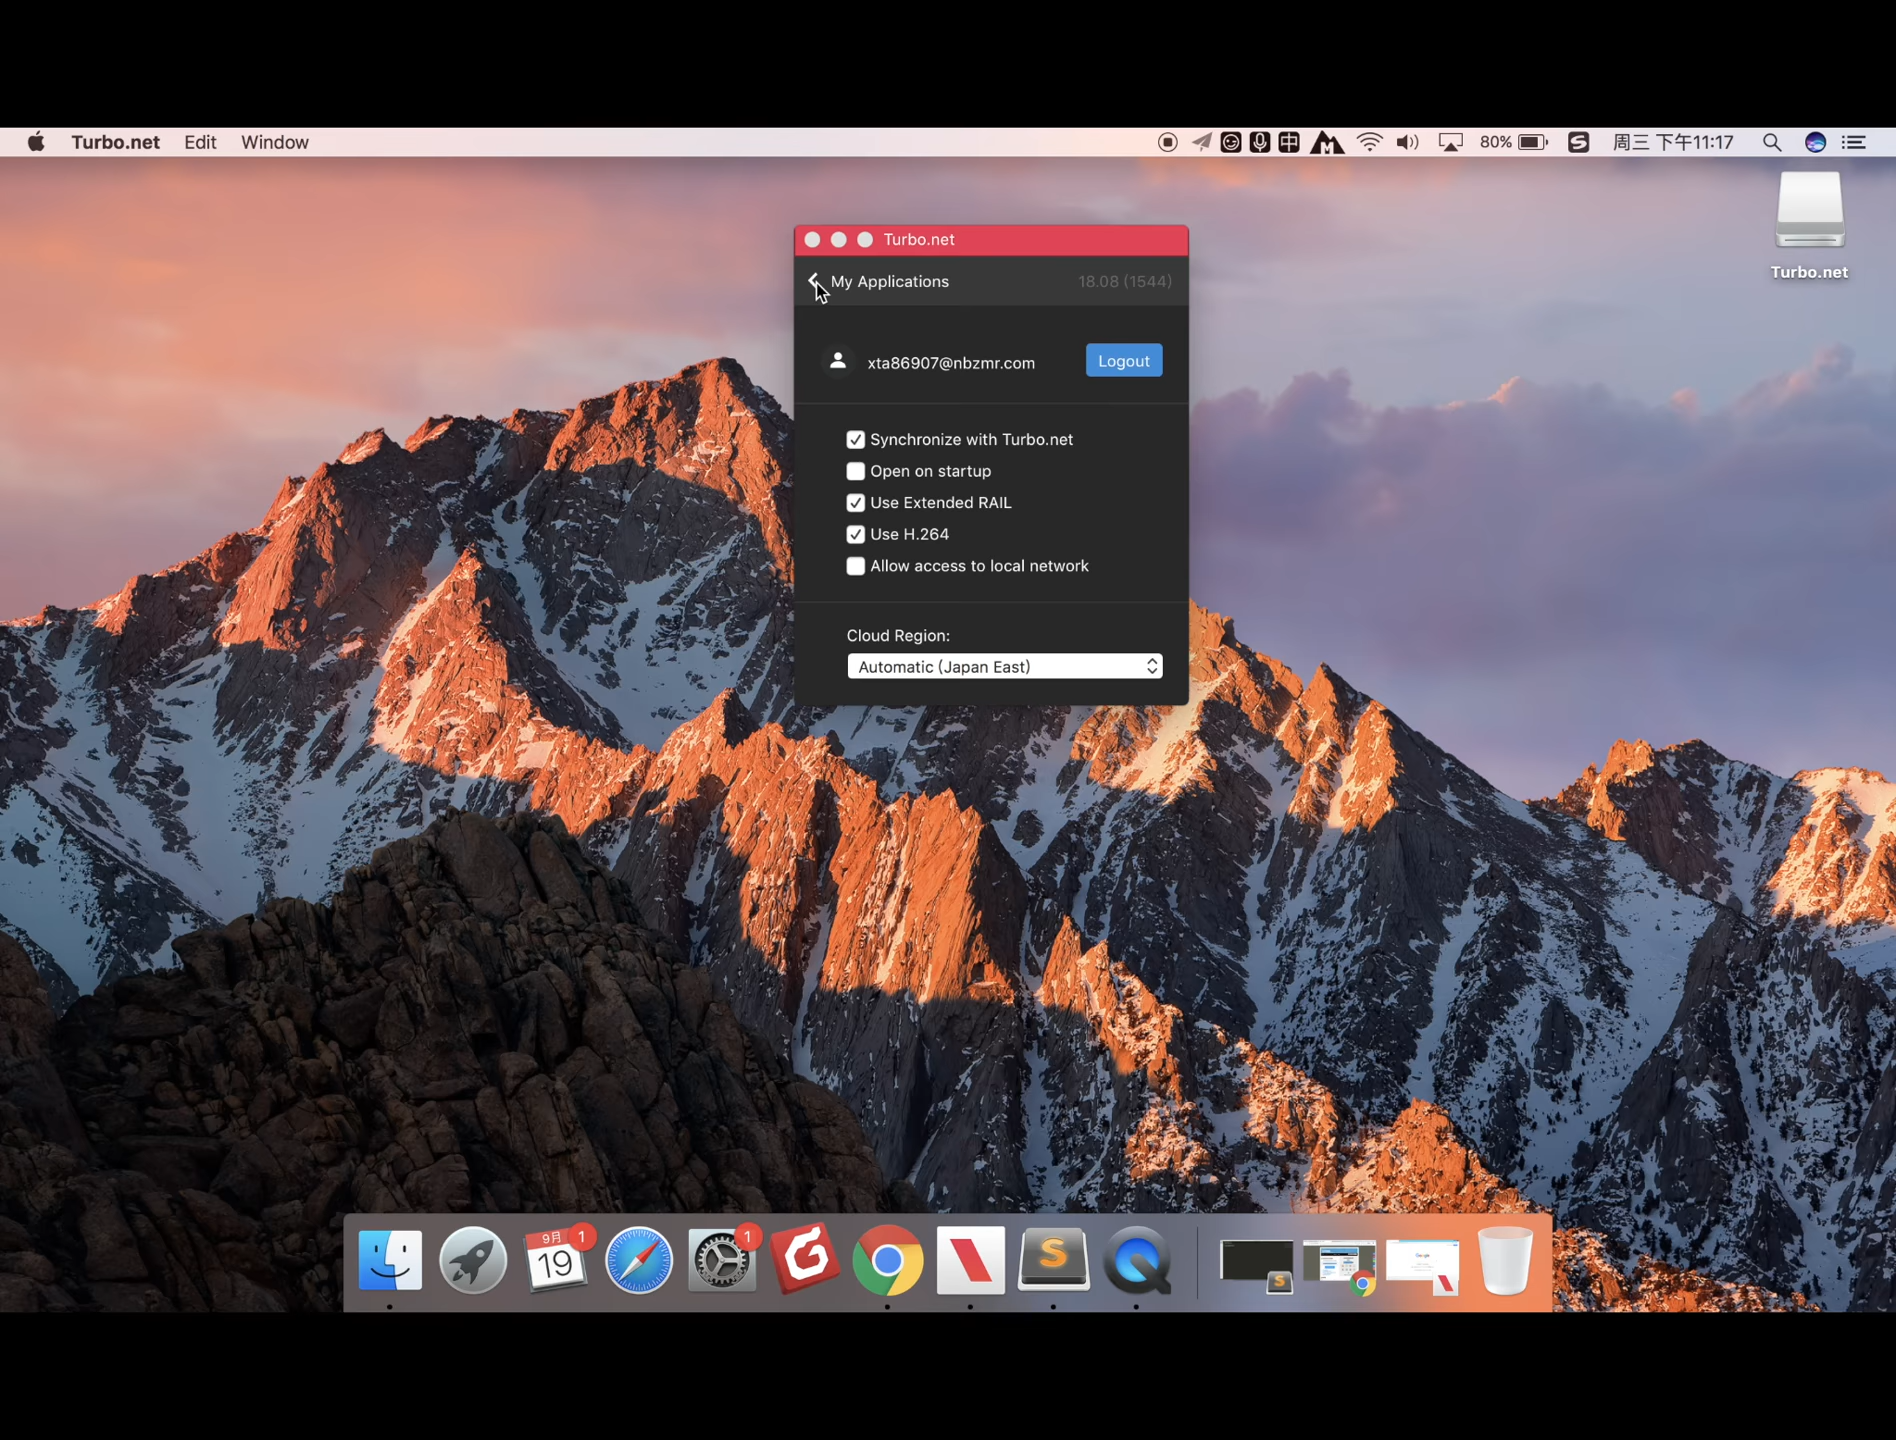 Turbo.net Edit Window
中 80% 周三 下午11:17
Turbo.net
Turbo.net
My Applications 18.08 (1544)
xta86907@nbzmr.com Logout
Synchronize with Turbo.net
Open on startup
Use Extended RAIL
Use H.264
Allow access to local network
Cloud Region:
Automatic (Japan East)
9月 1
19
1